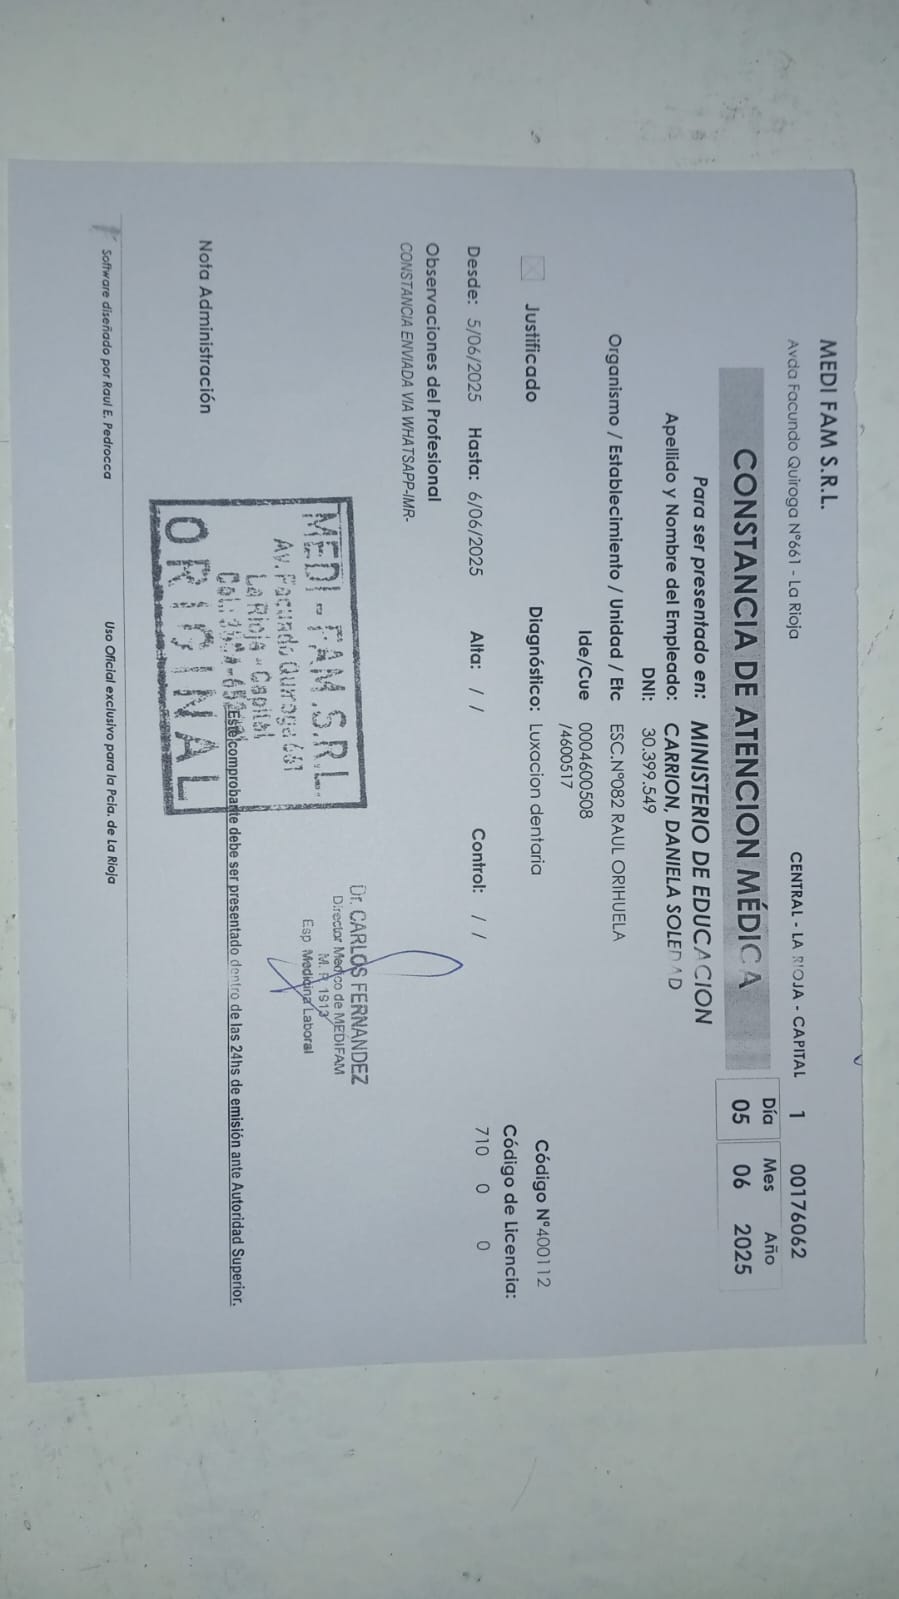 MEDI FAM S.R.L.
Avda Facundo Quiroga N°661 - La Rioja
CENTRAL - LA RIOJA - CAPITAL 1 00176062
CONSTANCIA DE ATENCION MÉDICA
Día Mes Año
05 06 2025
Para ser presentado en: MINISTERIO DE EDUCACION
Apellido y Nombre del Empleado: CARRION, DANIELA SOLEDAD
DNI: 30.399.549
Organismo / Establecimiento / Unidad / Etc ESC.N°082 RAUL ORIHUELA
Ide/Cue 0004600508
/4600517
Justificado Diagnóstico: Luxacion dentaria Código N°400112
Código de Licencia:
Desde: 5/06/2025 Hasta: 6/06/2025 Alta: / / Control: / / 710 0 0
Observaciones del Profesional
CONSTANCIA ENVIADA VIA WHATSAPP-IMR-
Dr. CARLOS FERNANDEZ
Director Medico de MEDIFAM
M. P. 1913
Esp Medicina Laboral
MEDI - FAM.S.R.L.
Av. Facundo Quiroga 661
La Rioja - Capital
ORIGINAL
Nota Administración
Este comprobante debe ser presentado dentro de las 24hs de emisión ante Autoridad Superior.
Software diseñado por Raul E. Pedrocca Uso Oficial exclusivo para la Pcia. de La Rioja